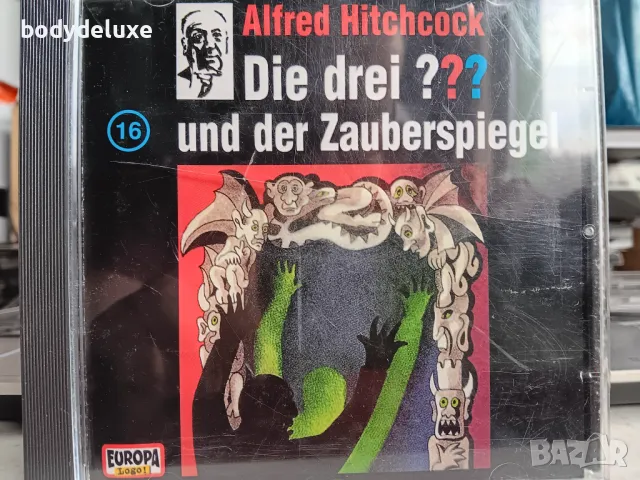 bodydeluxe
Alfred Hitchcock
Die drei ???
16
und der Zauberspiegel
EUROPA
Logo!
BAZAR